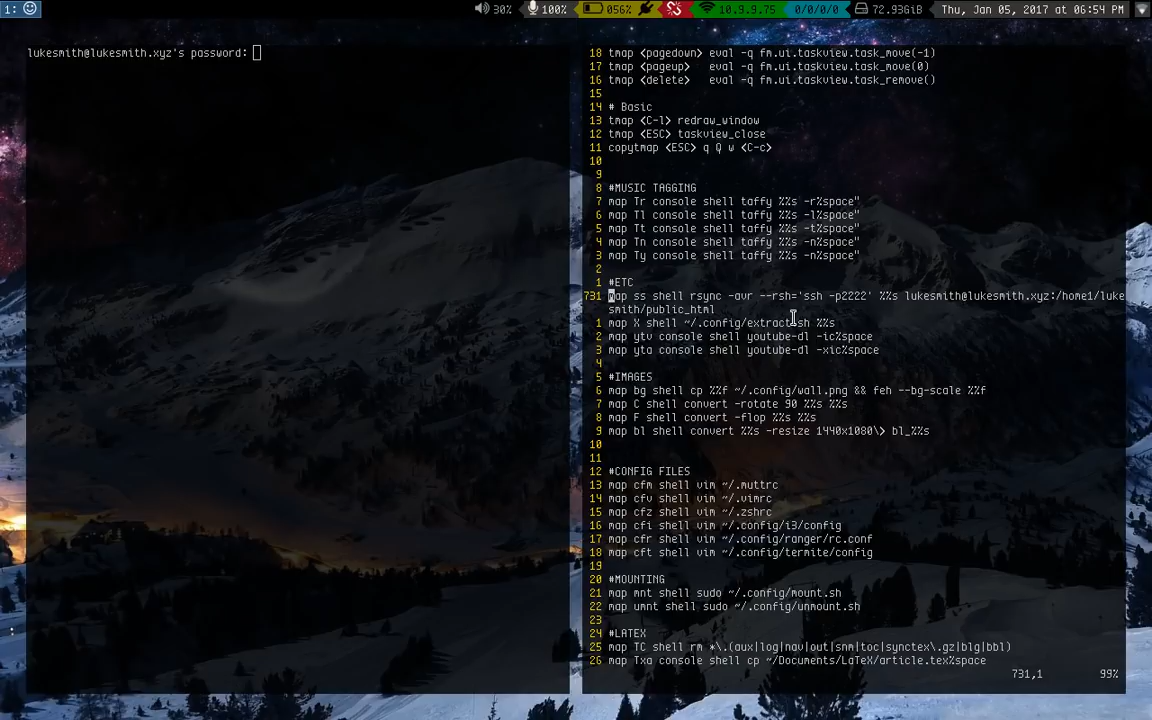 1:
30%
100%
056%
10.9.9.75
0/0/0/0
72.93GiB
Thu, Jan 05, 2017 at 06:54 PM
lukesmith@lukesmith.xyz's password:
18 tmap <pagedown> eval -q fm.ui.taskview.task_move(-1)
17 tmap <pageup>   eval -q fm.ui.taskview.task_move(0)
16 tmap <delete>   eval -q fm.ui.taskview.task_remove()
15
14 # Basic
13 tmap <C-l> redraw_window
12 tmap <ESC> taskview_close
11 copytmap <ESC> q Q w <C-c>
10
9
8 #MUSIC TAGGING
7 map Tr console shell taffy %%s -r%space"
6 map Tl console shell taffy %%s -l%space"
5 map Tt console shell taffy %%s -t%space"
4 map Tn console shell taffy %%s -n%space"
3 map Ty console shell taffy %%s -n%space"
2
1 #ETC
731 map ss shell rsync -avr --rsh='ssh -p2222' %%s lukesmith@lukesmith.xyz:/home1/luke
smith/public_html
1 map X shell ~/.config/extract.sh %%s
2 map ytv console shell youtube-dl -ic%space
3 map yta console shell youtube-dl -xic%space
4
5 #IMAGES
6 map bg shell cp %%f ~/.config/wall.png && feh --bg-scale %%f
7 map C shell convert -rotate 90 %%s %%s
8 map F shell convert -flop %%s %%s
9 map bl shell convert %%s -resize 1440x1080\> bl_%%s
10
11
12 #CONFIG FILES
13 map cfm shell vim ~/.muttrc
14 map cfv shell vim ~/.vimrc
15 map cfz shell vim ~/.zshrc
16 map cfi shell vim ~/.config/i3/config
17 map cfr shell vim ~/.config/ranger/rc.conf
18 map cft shell vim ~/.config/termite/config
19
20 #MOUNTING
21 map mnt shell sudo ~/.config/mount.sh
22 map umnt shell sudo ~/.config/unmount.sh
23
24 #LATEX
25 map TC shell rm *\.(aux|log|nav|out|snm|toc|synctex\.gz|blg|bbl)
26 map Txa console shell cp ~/Documents/LaTeX/article.tex%space
731,1 99%